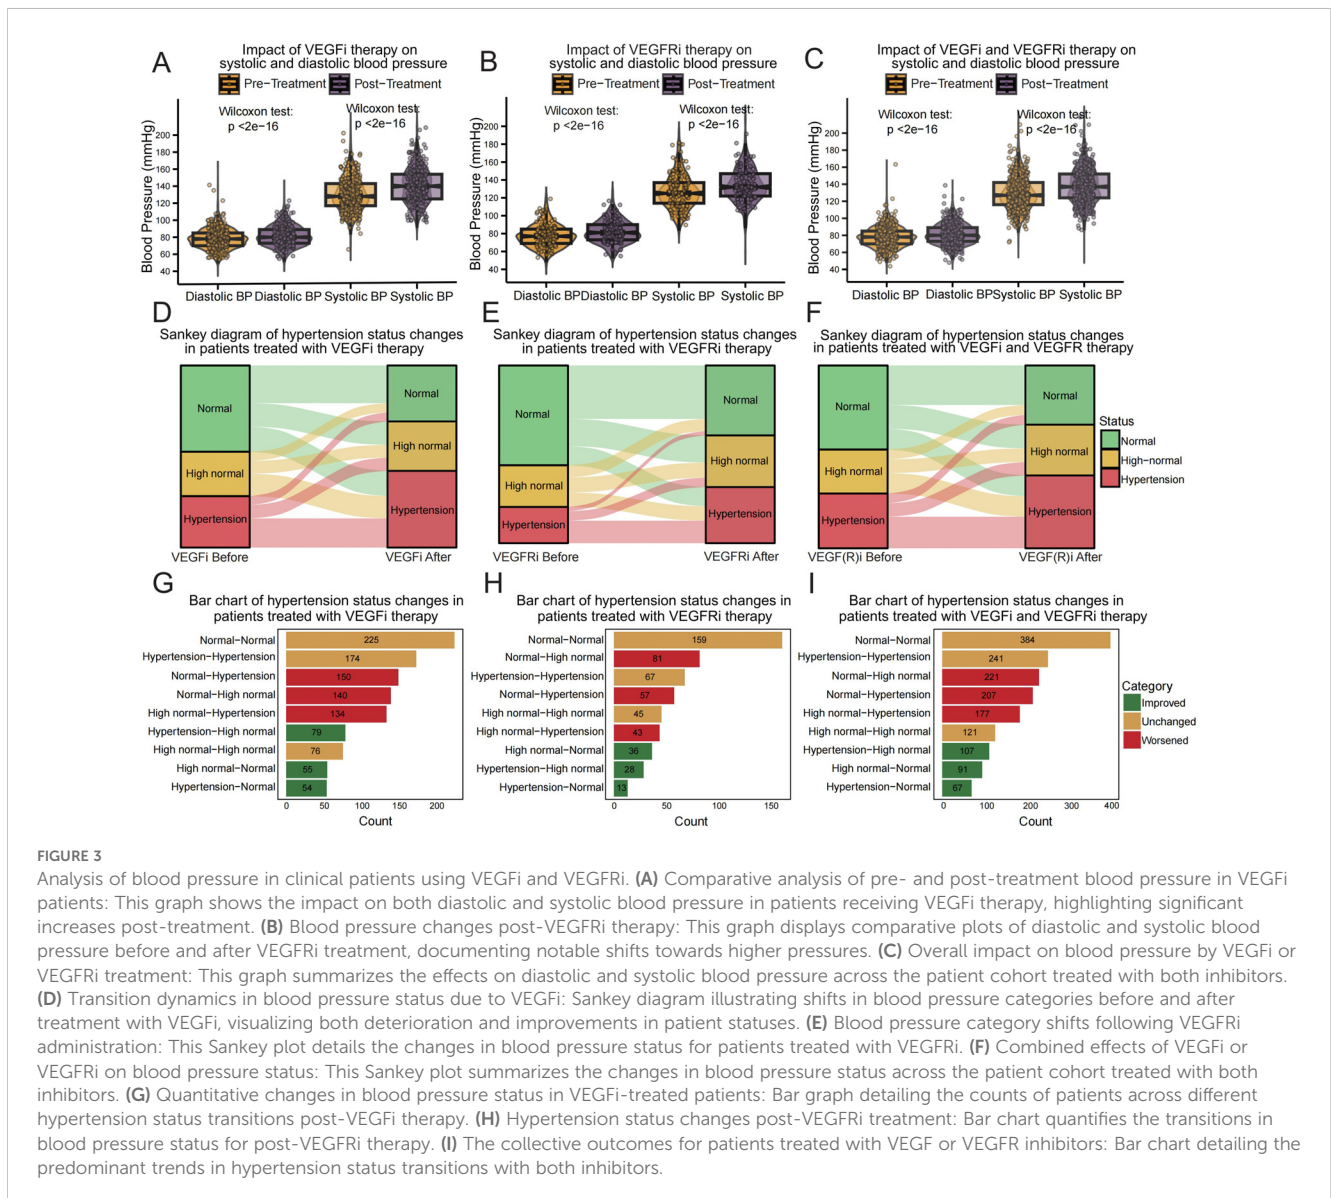 A
Impact of VEGFi therapy on
systolic and diastolic blood pressure
Pre-Treatment Post-Treatment
Wilcoxon test:
p <2e-16
Wilcoxon test:
p <2e-16
Blood Pressure (mmHg)
200
180
160
140
120
100
80
60
40
Diastolic BP Diastolic BP Systolic BP Systolic BP
B
Impact of VEGFRi therapy on
systolic and diastolic blood pressure
Pre-Treatment Post-Treatment
Wilcoxon test:
p <2e-16
Wilcoxon test:
p <2e-16
Blood Pressure (mmHg)
200
180
160
140
120
100
80
60
40
Diastolic BP Diastolic BP Systolic BP Systolic BP
C
Impact of VEGFi and VEGFRi therapy on
systolic and diastolic blood pressure
Pre-Treatment Post-Treatment
Wilcoxon test:
p <2e-16
Wilcoxon test:
p <2e-16
Blood Pressure (mmHg)
200
180
160
140
120
100
80
60
40
Diastolic BP Diastolic BP Systolic BP Systolic BP
D
Sankey diagram of hypertension status changes
in patients treated with VEGFi therapy
Normal
High normal
Hypertension
Normal
High normal
Hypertension
VEGFi Before VEGFi After
E
Sankey diagram of hypertension status changes
in patients treated with VEGFRi therapy
Normal
High normal
Hypertension
Normal
High normal
Hypertension
VEGFRi Before VEGFRi After
F
Sankey diagram of hypertension status changes
in patients treated with VEGFi and VEGFR therapy
Normal
High normal
Hypertension
Normal
High normal
Hypertension
VEGF(R)i Before VEGF(R)i After
Status
Normal
High-normal
Hypertension
G
Bar chart of hypertension status changes in
patients treated with VEGFi therapy
Normal-Normal 225
Hypertension-Hypertension 174
Normal-Hypertension 150
Normal-High normal 140
High normal-Hypertension 134
Hypertension-High normal 79
High normal-High normal 76
High normal-Normal 55
Hypertension-Normal 54
0 50 100 150 200
Count
H
Bar chart of hypertension status changes in
patients treated with VEGFRi therapy
Normal-Normal 159
Normal-High normal 81
Hypertension-Hypertension 67
Normal-Hypertension 57
High normal-High normal 45
High normal-Hypertension 43
High normal-Normal 36
Hypertension-High normal 28
Hypertension-Normal 13
0 50 100 160
Count
I
Bar chart of hypertension status changes in
patients treated with VEGFi and VEGFRi therapy
Normal-Normal 384
Hypertension-Hypertension 241
Normal-High normal 221
Normal-Hypertension 207
High normal-Hypertension 177
High normal-High normal 121
Hypertension-High normal 107
High normal-Normal 91
Hypertension-Normal 67
0 100 200 300 400
Count
Category
Improved
Unchanged
Worsened
FIGURE 3
Analysis of blood pressure in clinical patients using VEGFi and VEGFRi. (A) Comparative analysis of pre- and post-treatment blood pressure in VEGFi
patients: This graph shows the impact on both diastolic and systolic blood pressure in patients receiving VEGFi therapy, highlighting significant
increases post-treatment. (B) Blood pressure changes post-VEGFRi therapy: This graph displays comparative plots of diastolic and systolic blood
pressure before and after VEGFRi treatment, documenting notable shifts towards higher pressures. (C) Overall impact on blood pressure by VEGFi or
VEGFRi treatment: This graph summarizes the effects on diastolic and systolic blood pressure across the patient cohort treated with both inhibitors.
(D) Transition dynamics in blood pressure status due to VEGFi: Sankey diagram illustrating shifts in blood pressure categories before and after
treatment with VEGFi, visualizing both deterioration and improvements in patient statuses. (E) Blood pressure category shifts following VEGFRi
administration: This Sankey plot details the changes in blood pressure status for patients treated with VEGFRi. (F) Combined effects of VEGFi or
VEGFRi on blood pressure status: This Sankey plot summarizes the changes in blood pressure status across the patient cohort treated with both
inhibitors. (G) Quantitative changes in blood pressure status in VEGFi-treated patients: Bar graph detailing the counts of patients across different
hypertension status transitions post-VEGFi therapy. (H) Hypertension status changes post-VEGFRi treatment: Bar chart quantifies the transitions in
blood pressure status for post-VEGFRi therapy. (I) The collective outcomes for patients treated with VEGF or VEGFR inhibitors: Bar chart detailing the
predominant trends in hypertension status transitions with both inhibitors.